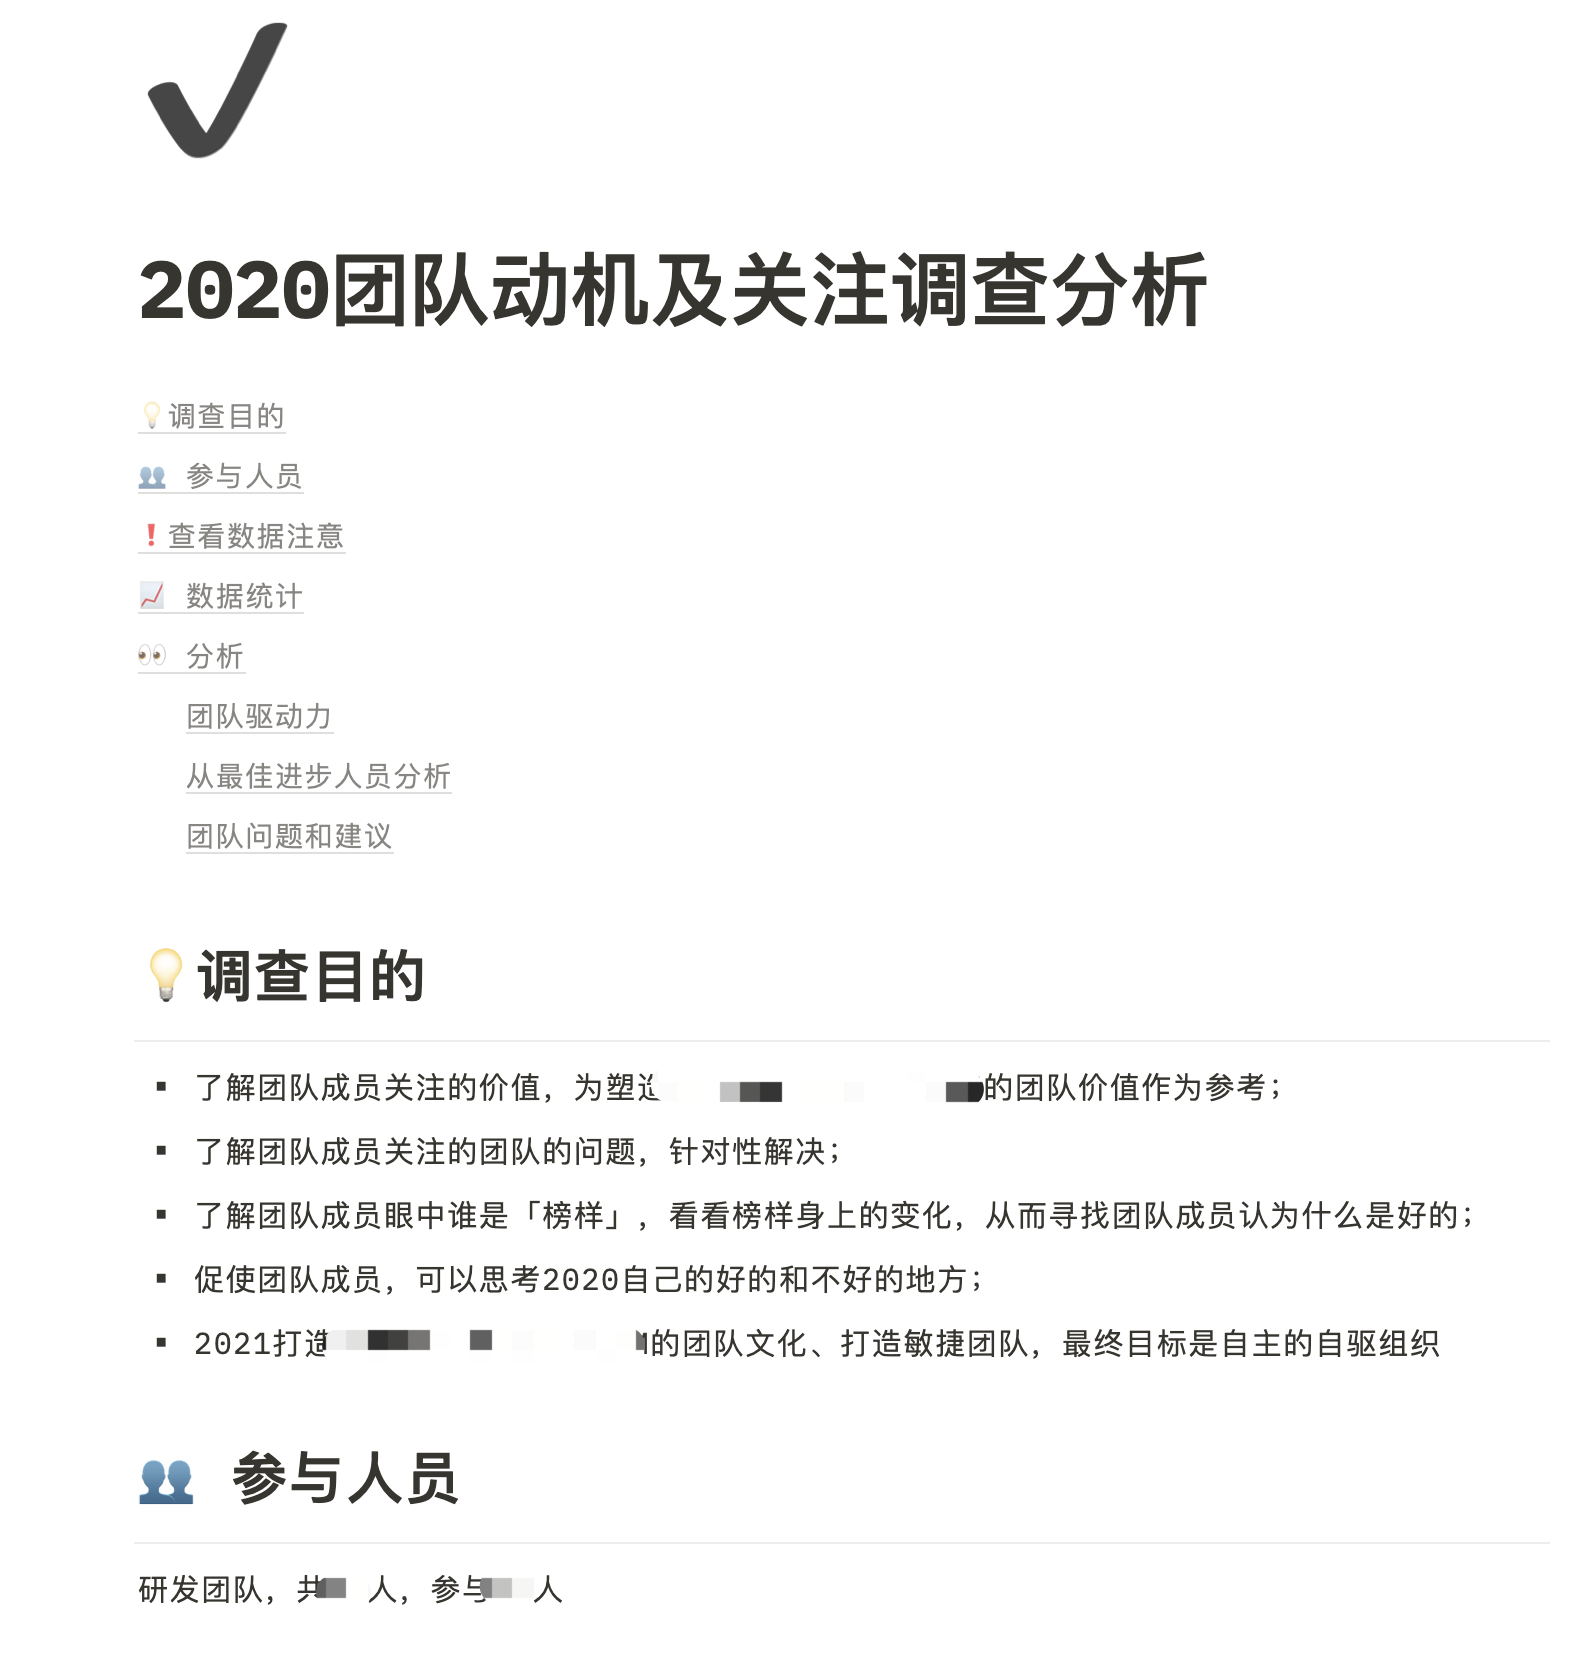 2020团队动机及关注调查分析
调查目的
参与人员
查看数据注意
数据统计
分析
团队驱动力
从最佳进步人员分析
团队问题和建议
调查目的
了解团队成员关注的价值，为塑 的团队价值作为参考；
了解团队成员关注的团队的问题，针对性解决；
了解团队成员眼中谁是「榜样」，看看榜样身上的变化，从而寻找团队成员认为什么是好的；
促使团队成员，可以思考2020自己的好的和不好的地方；
2021打造 的团队文化、打造敏捷团队，最终目标是自主的自驱组织
参与人员
研发团队，共 人，参与 人